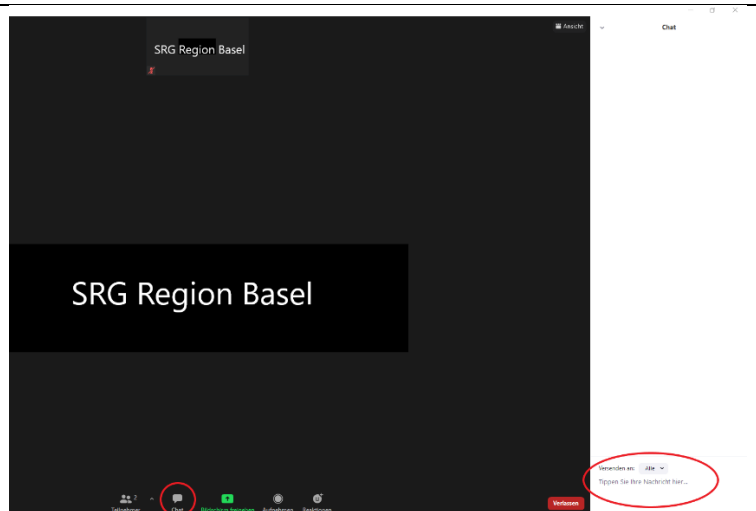 Ansicht
Chat
SRG Region Basel
SRG Region Basel
Versenden an: Alle
Tippen Sie Ihre Nachricht hier...
2
Teilnehmer
Chat
Bildschirm freigeben
Aufnehmen
Reaktionen
Verlassen